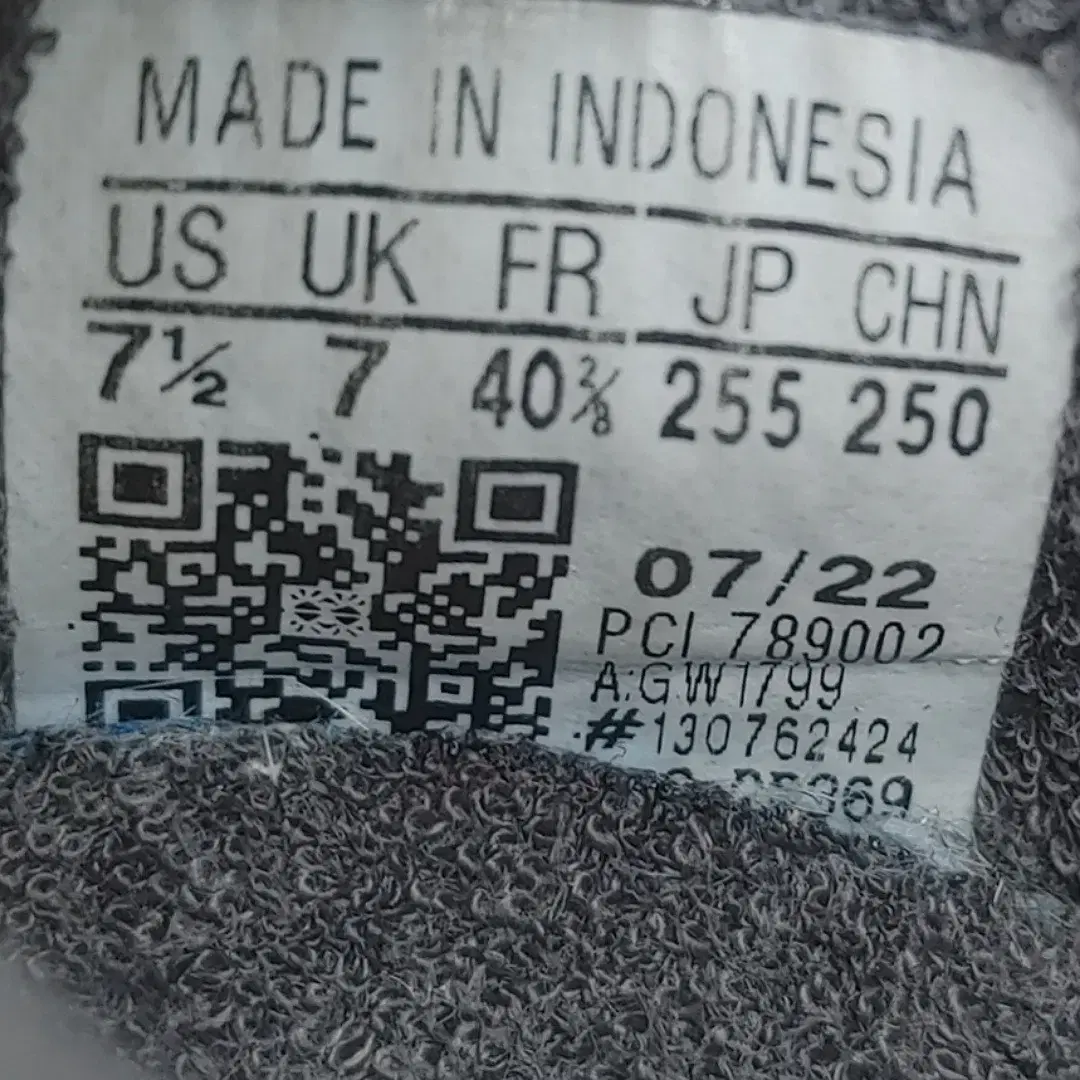 MADE IN INDONESIA
US UK FR JP CHN
7½ 7 40⅔ 255 250
07/22
PCI 789002
A:GW1799
#130762424